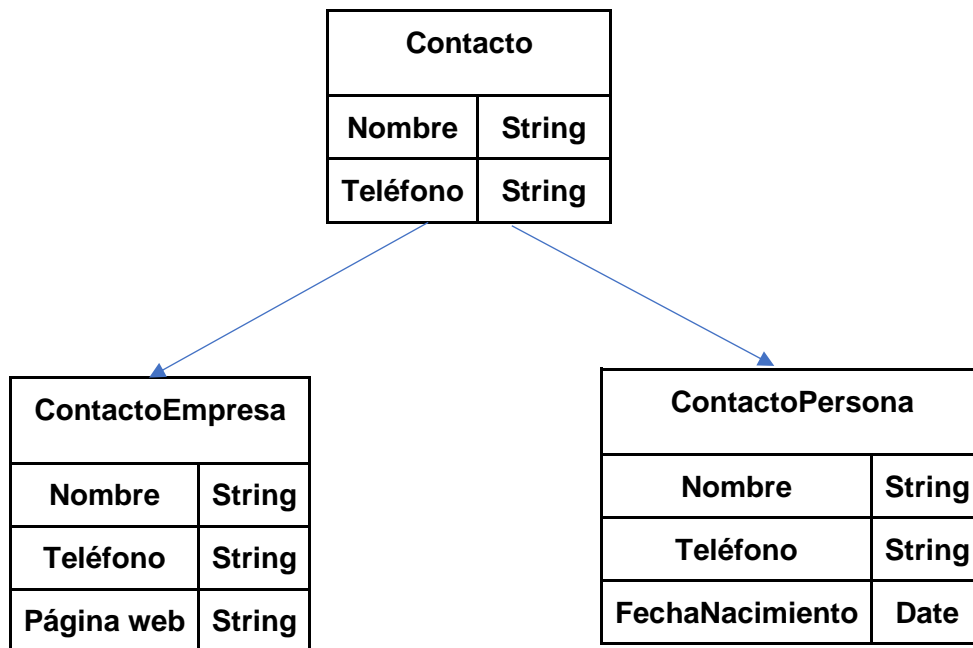 Contacto
Nombre String
Teléfono String
ContactoEmpresa
Nombre String
Teléfono String
Página web String
ContactoPersona
Nombre String
Teléfono String
FechaNacimiento Date